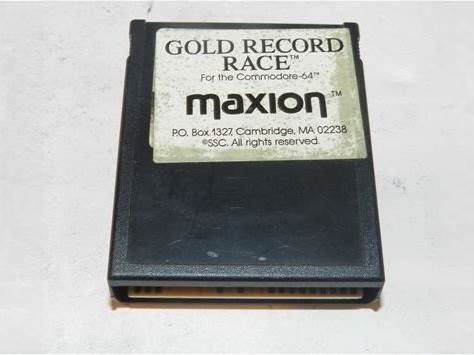 GOLD RECORD
RACE™
For the Commodore-64™
maxion™
P.O. Box 1327, Cambridge, MA 02238
©SSC. All rights reserved.